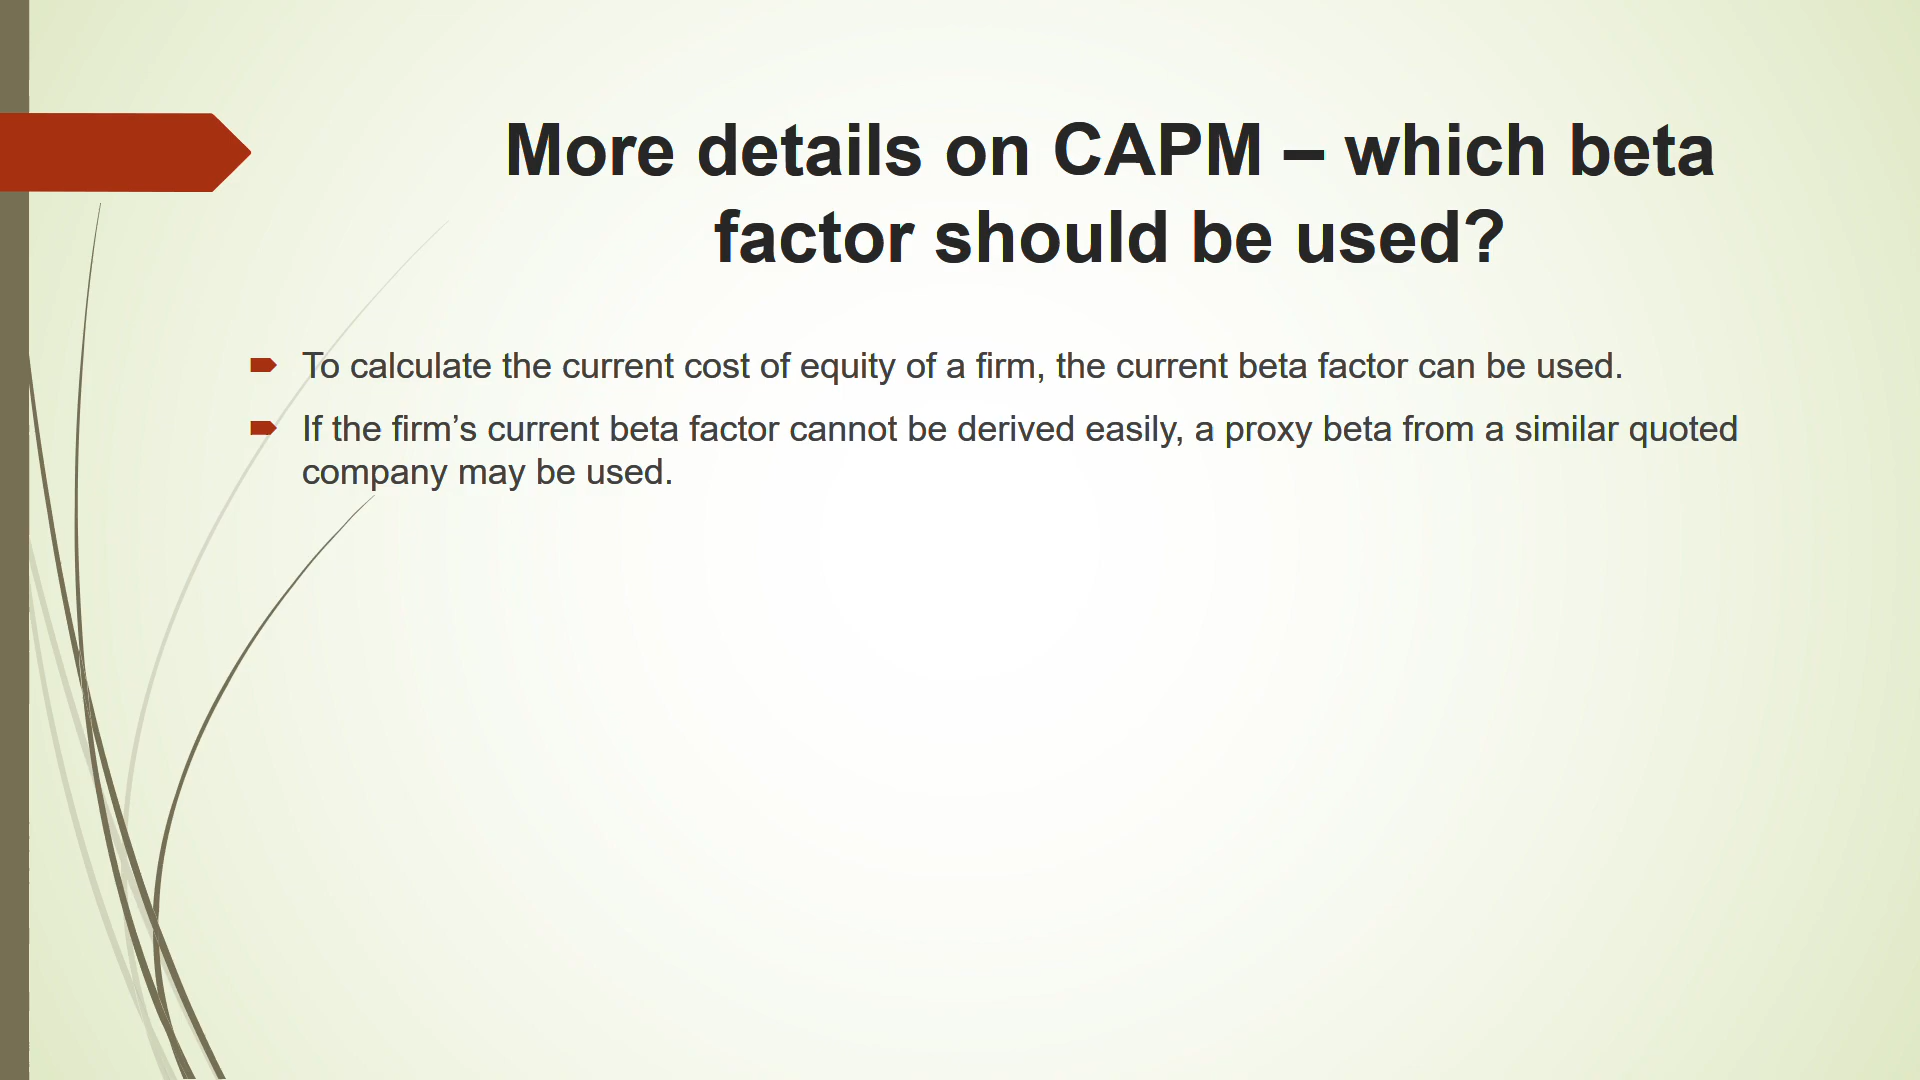 More details on CAPM – which beta
factor should be used?
To calculate the current cost of equity of a firm, the current beta factor can be used.
If the firm’s current beta factor cannot be derived easily, a proxy beta from a similar quoted
company may be used.